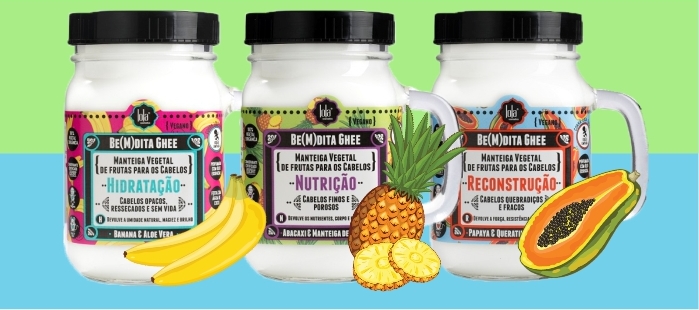 lola
{ VEGANO }
BE(M)DITA GHEE
MANTEIGA VEGETAL
DE FRUTAS PARA OS CABELOS
HIDRATAÇÃO
CABELOS OPACOS,
RESSECADOS E SEM VIDA
DEVOLVE A UMIDADE NATURAL, MACIEZ E BRILHO
BANANA & ALOE VERA
lola
{ VEGANO }
BE(M)DITA GHEE
MANTEIGA VEGETAL
DE FRUTAS PARA OS CABELOS
NUTRIÇÃO
CABELOS FINOS E
POROSOS
DEVOLVE OS NUTRIENTES, CORPO E
ABACAXI & MANTEIGA DE
lola
{ VEGANO }
BE(M)DITA GHEE
MANTEIGA VEGETAL
DE FRUTAS PARA OS CABELOS
RECONSTRUÇÃO
CABELOS QUEBRADIÇOS
E FRACOS
DEVOLVE A FORÇA, RESISTÊNCIA
PAPAYA & QUERATI